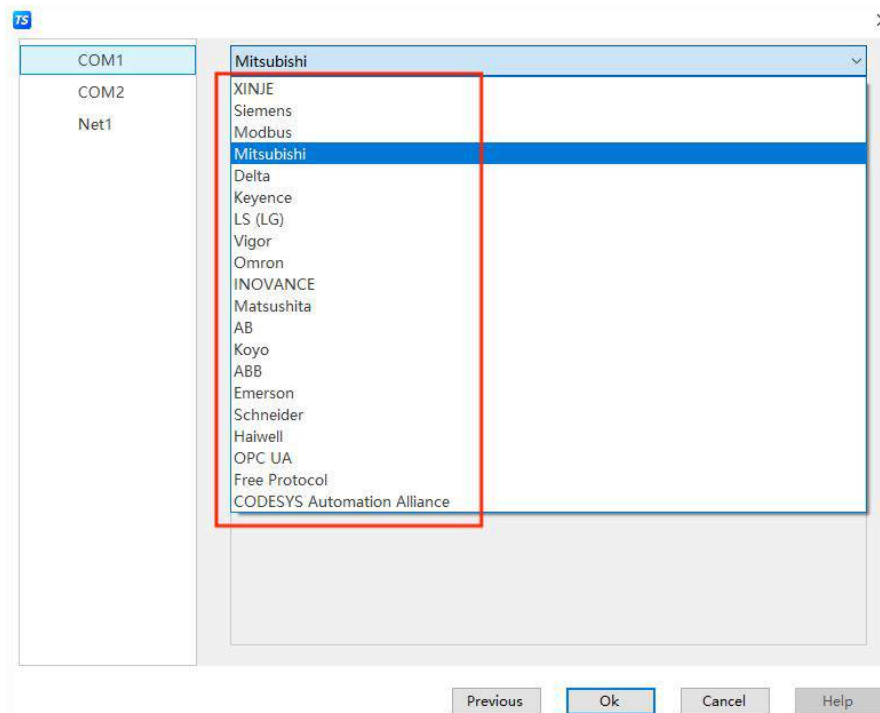 TS
COM1
COM2
Net1
Mitsubishi
XINJE
Siemens
Modbus
Mitsubishi
Delta
Keyence
LS (LG)
Vigor
Omron
INOVANCE
Matsushita
AB
Koyo
ABB
Emerson
Schneider
Haiwell
OPC UA
Free Protocol
CODESYS Automation Alliance
Previous
Ok
Cancel
Help